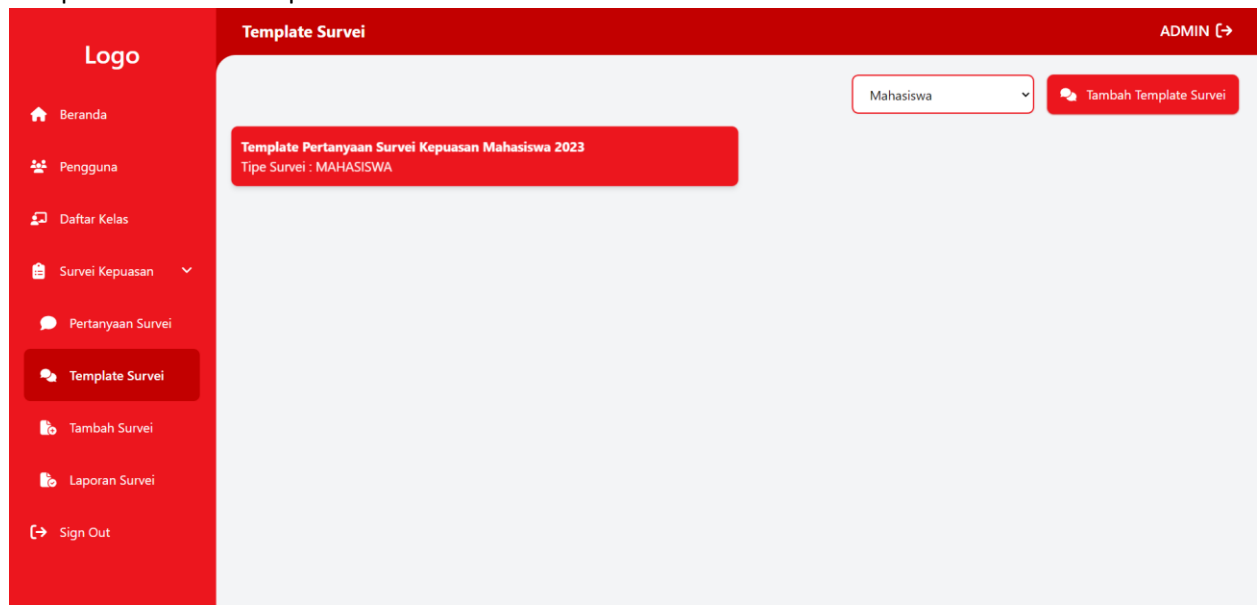 Template Survei
ADMIN
Logo
Mahasiswa
Tambah Template Survei
Beranda
Template Pertanyaan Survei Kepuasan Mahasiswa 2023
Tipe Survei : MAHASISWA
Pengguna
Daftar Kelas
Survei Kepuasan
Pertanyaan Survei
Template Survei
Tambah Survei
Laporan Survei
Sign Out